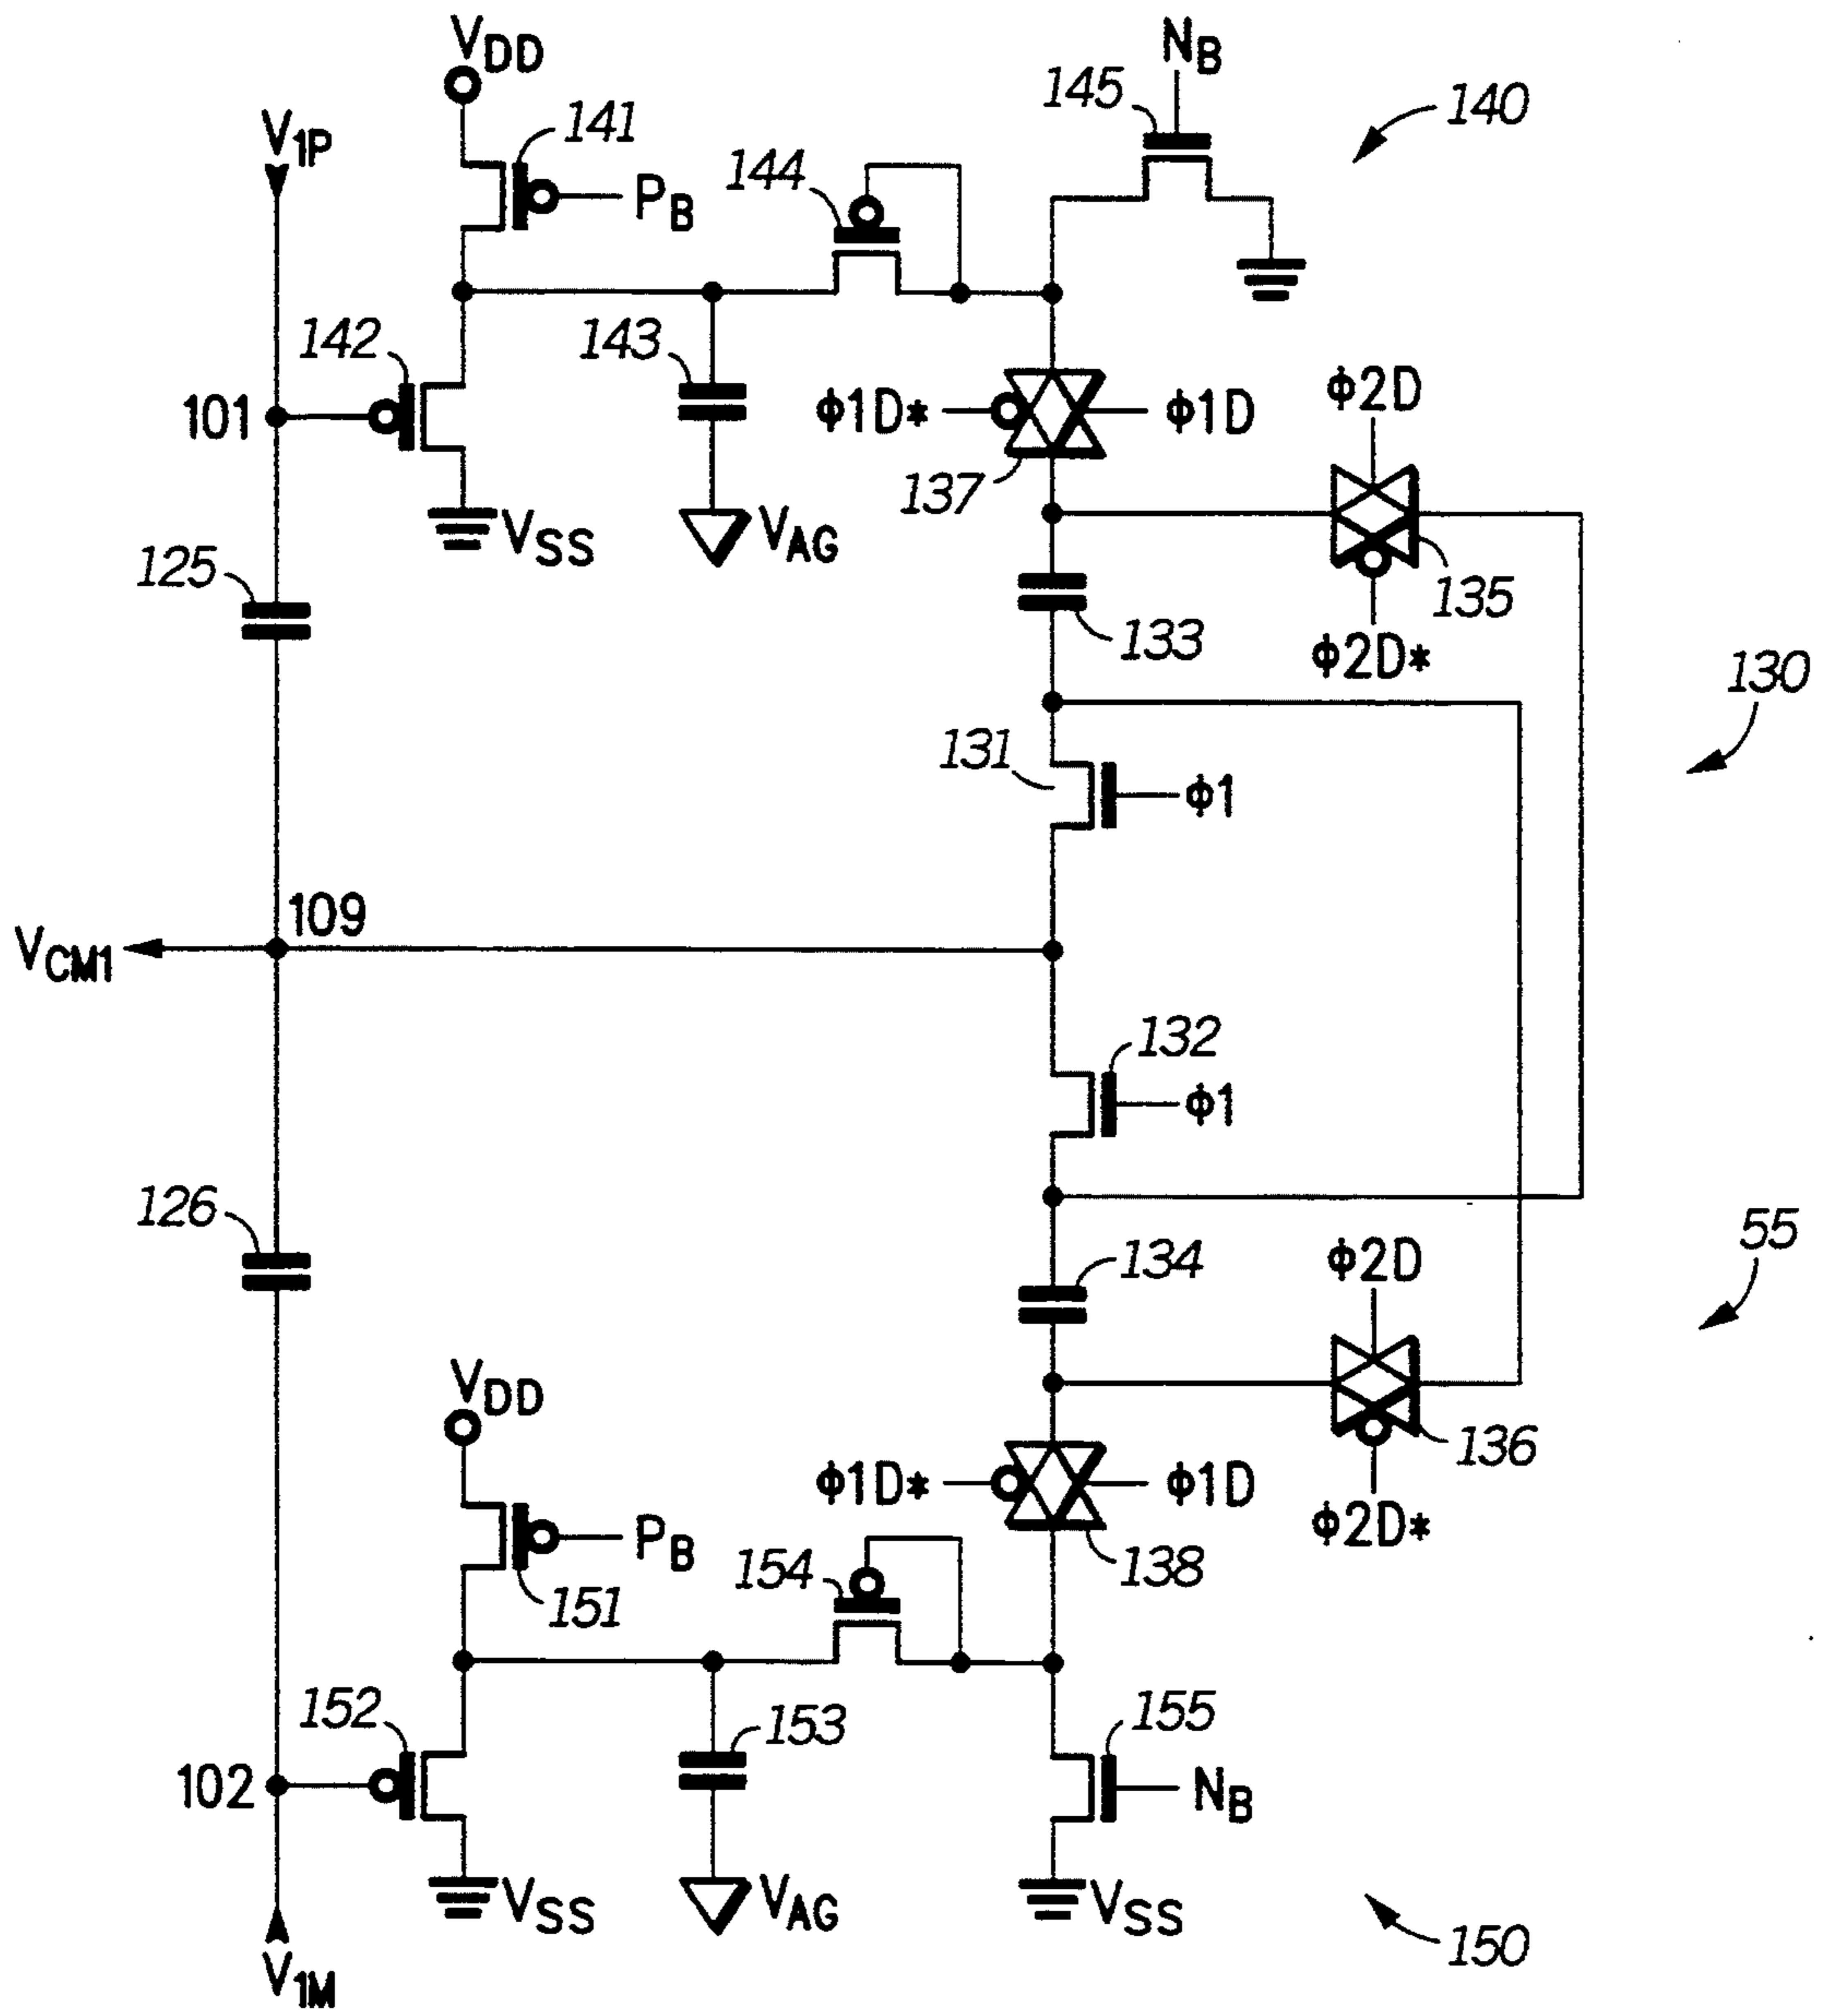 VDD
NB
145
140
V1P
141
PB
144
142
143
101
ϕ1D*
ϕ1D
ϕ2D
137
VSS
VAG
125
135
133
ϕ2D*
130
131
ϕ1
109
VCM1
132
ϕ1
126
55
134
ϕ2D
VDD
ϕ1D*
ϕ1D
136
PB
154
138
ϕ2D*
151
152
153
155
102
NB
VSS
VAG
VSS
150
V1M